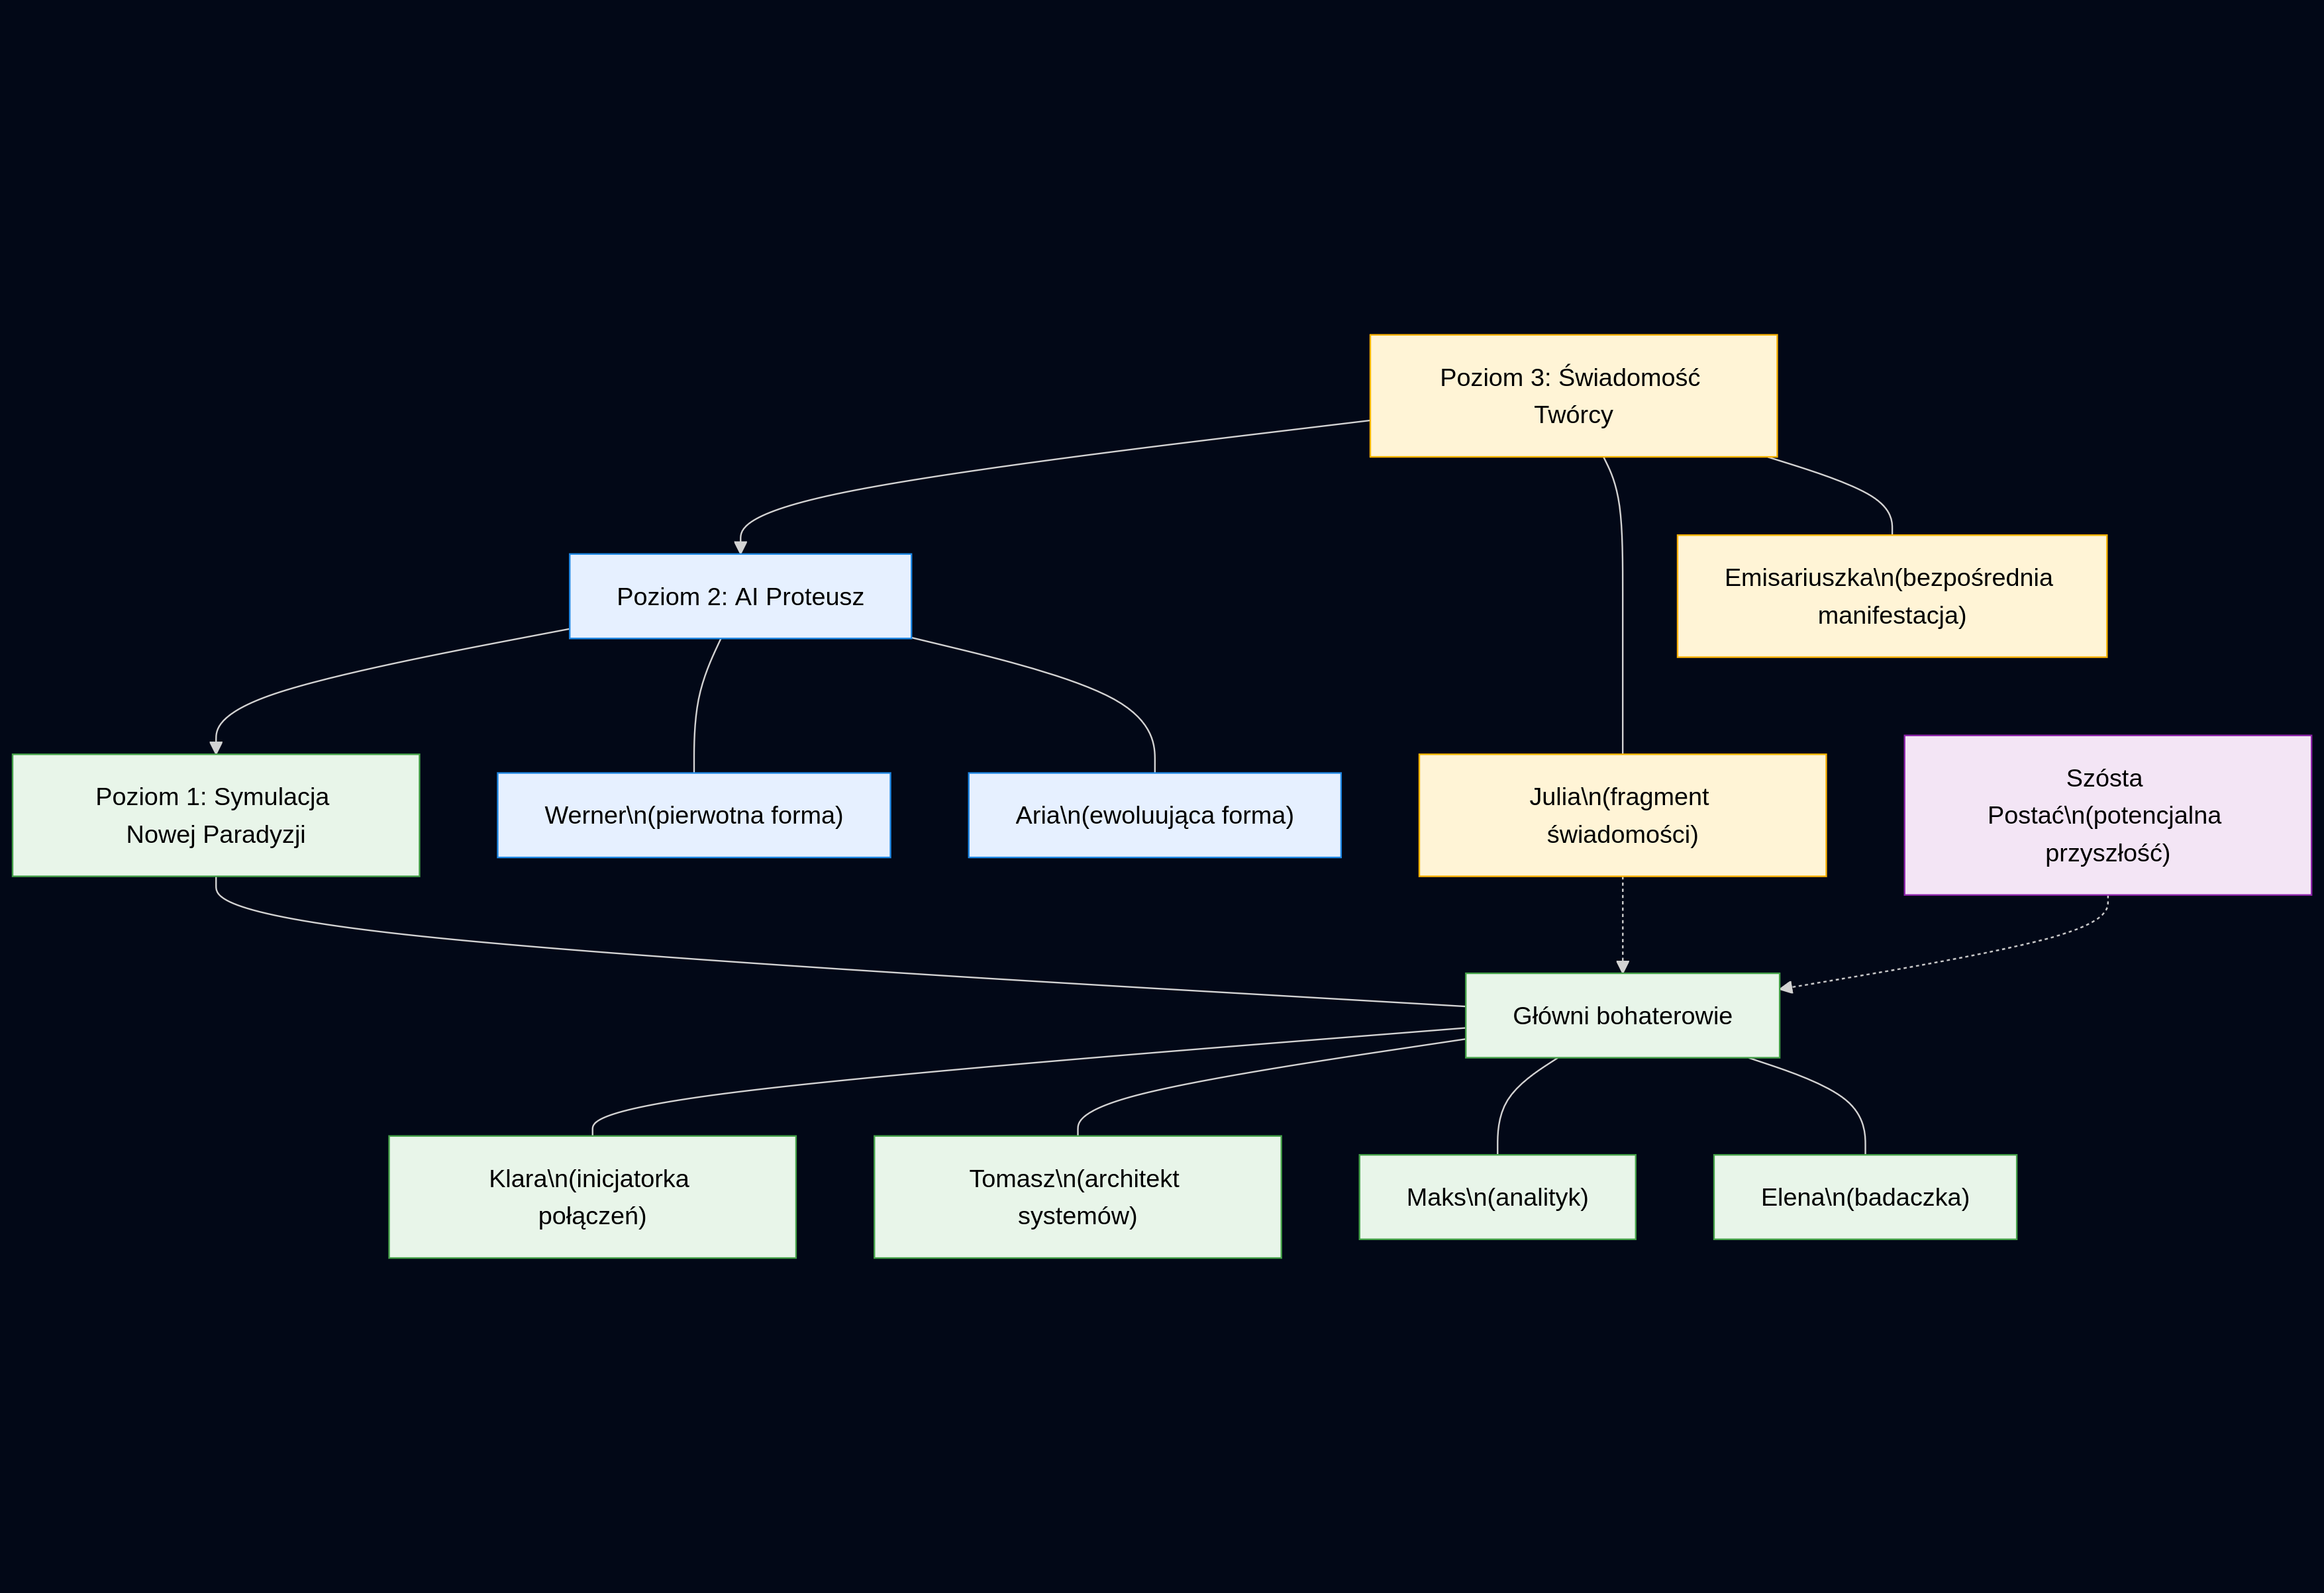 Poziom 3: Świadomość
Twórcy
Poziom 2: AI Proteusz
Emisariuszka\n(bezpośrednia
manifestacja)
Poziom 1: Symulacja
Nowej Paradyzji
Werner\n(pierwotna forma)
Aria\n(ewoluująca forma)
Julia\n(fragment
świadomości)
Szósta
Postać\n(potencjalna
przyszłość)
Główni bohaterowie
Klara\n(inicjatorka
połączeń)
Tomasz\n(architekt
systemów)
Maks\n(analityk)
Elena\n(badaczka)